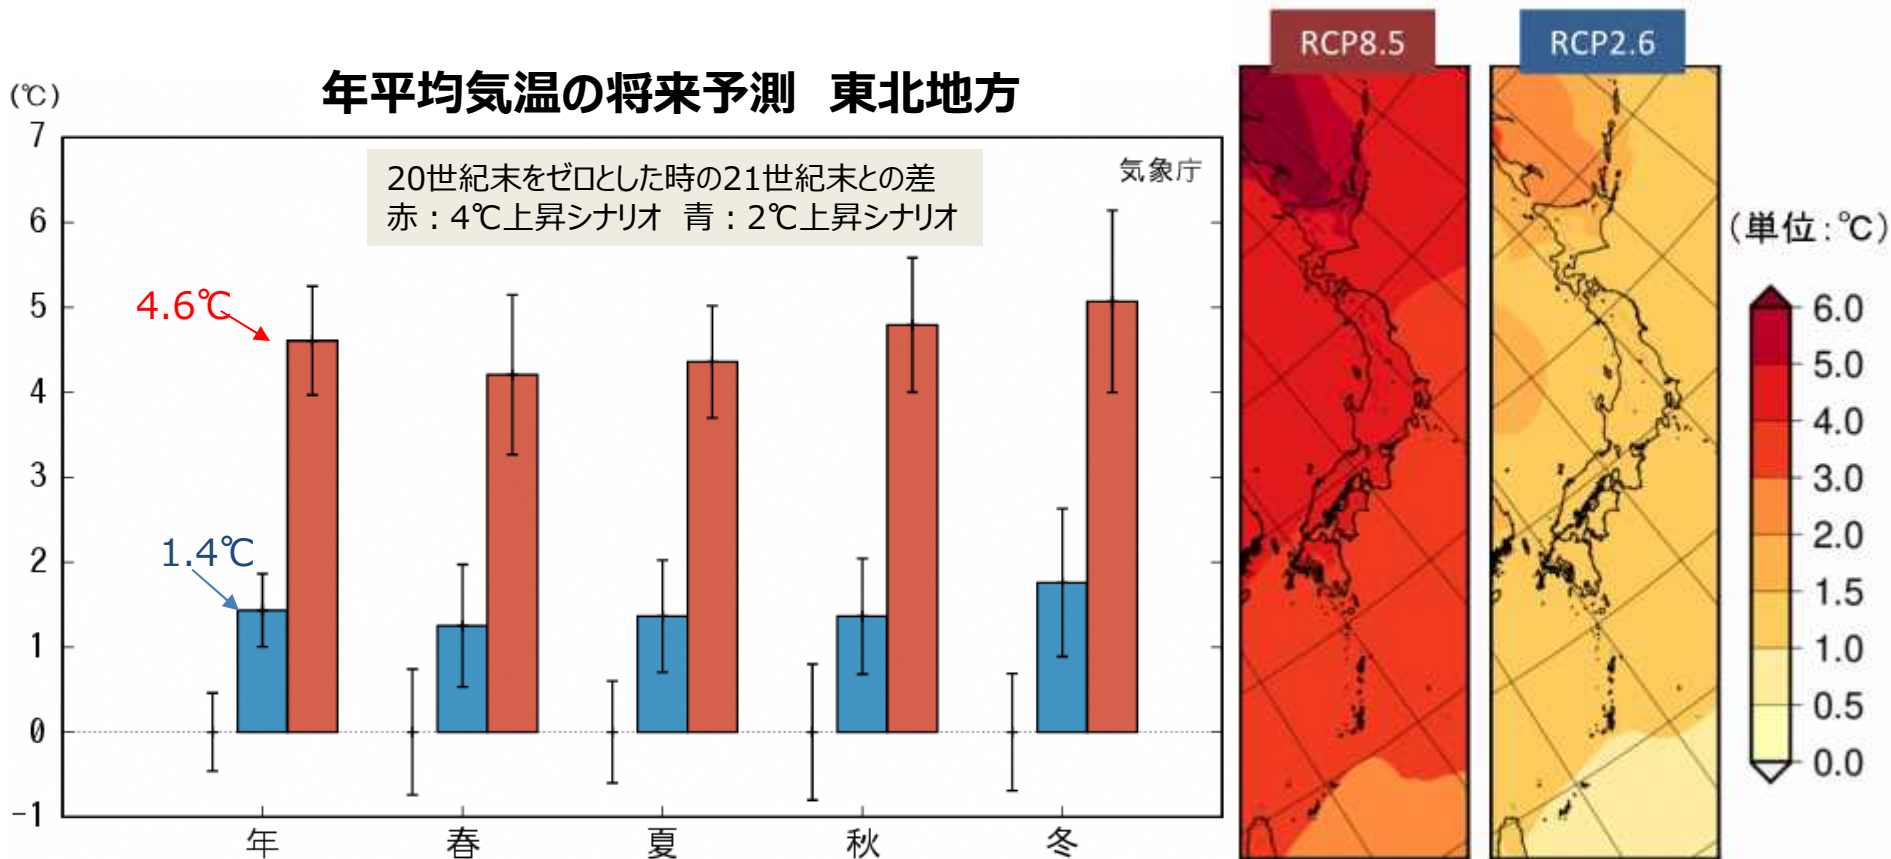 年平均気温の将来予測 東北地方
(℃)
7
6
5
4
3
2
1
0
-1
20世紀末をゼロとした時の21世紀末との差
赤：4℃上昇シナリオ 青：2℃上昇シナリオ
気象庁
4.6℃
1.4℃
年 春 夏 秋 冬
RCP8.5
RCP2.6
(単位:℃)
6.0
5.0
4.0
3.0
2.0
1.5
1.0
0.5
0.0